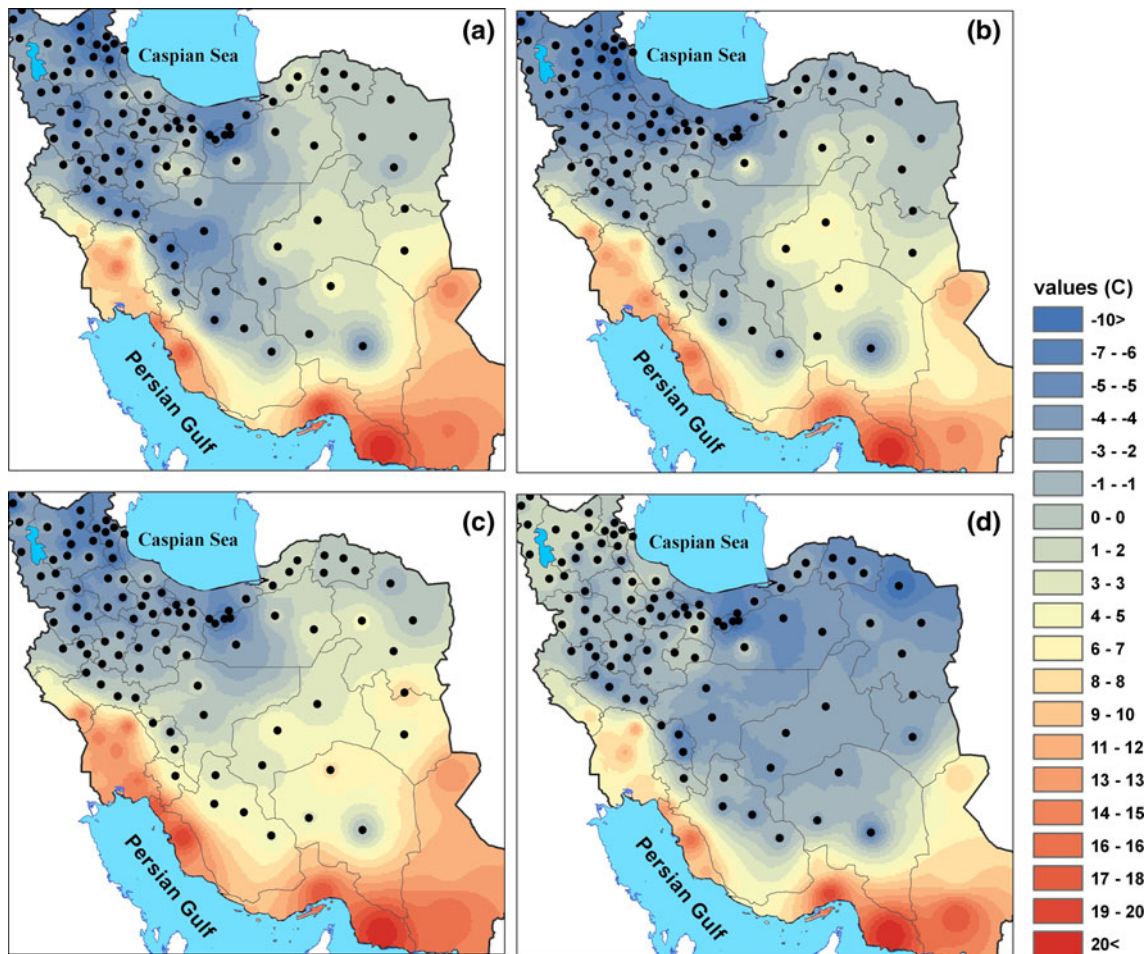 (a)
Caspian Sea
Persian Gulf
(b)
Caspian Sea
Persian Gulf
(c)
Caspian Sea
Persian Gulf
(d)
Caspian Sea
Persian Gulf
values (C)
-10>
-7 - -6
-5 - -5
-4 - -4
-3 - -2
-1 - -1
0 - 0
1 - 2
3 - 3
4 - 5
6 - 7
8 - 8
9 - 10
11 - 12
13 - 13
14 - 15
16 - 16
17 - 18
19 - 20
20<